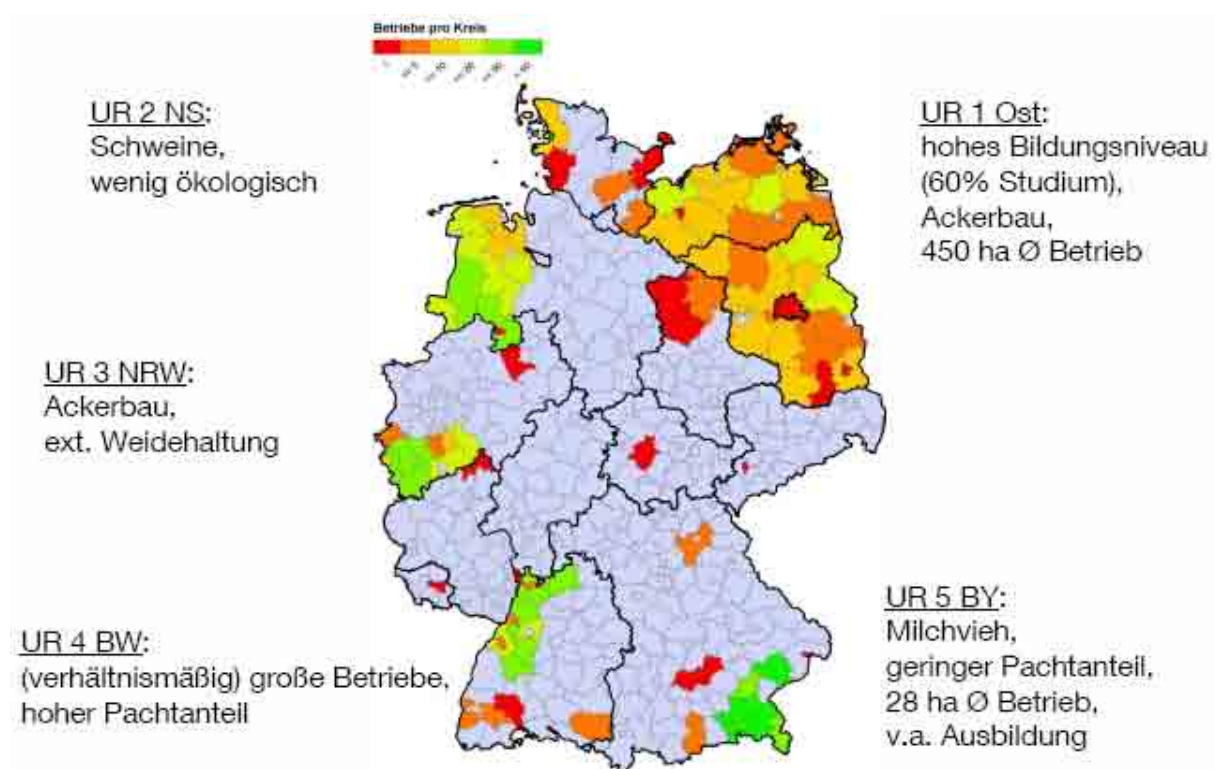 Betriebe pro Kreis
UR 2 NS:
Schweine,
wenig ökologisch
UR 1 Ost:
hohes Bildungsniveau
(60% Studium),
Ackerbau,
450 ha Ø Betrieb
UR 3 NRW:
Ackerbau,
ext. Weidehaltung
UR 4 BW:
(verhältnismäßig) große Betriebe,
hoher Pachtanteil
UR 5 BY:
Milchvieh,
geringer Pachtanteil,
28 ha Ø Betrieb,
v.a. Ausbildung